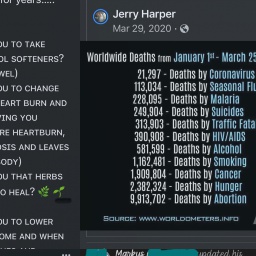 for years.....
OU TO TAKE
OL SOFTENERS?
WEL)
OU TO CHANGE
EART BURN AND
VING YOU
RE HEARTBURN,
OSIS AND LEAVES
BODY)
OU THAT HERBS
O HEAL? 🌿🌱
OU TO LOWER
OME AND WHEN
Jerry Harper
Mar 29, 2020 ·
Worldwide Deaths from January 1st - March 25
21,297 - Deaths by Coronavirus
113,034 - Deaths by Seasonal Flu
228,095 - Deaths by Malaria
249,904 - Deaths by Suicides
313,903 - Deaths by Traffic Fata
390,908 - Deaths by HIV/AIDS
581,599 - Deaths by Alcohol
1,162,481 - Deaths by Smoking
1,909,804 - Deaths by Cancer
2,382,324 - Deaths by Hunger
9,913,702 - Deaths by Abortion
Source: www.worldometers.info
updated his